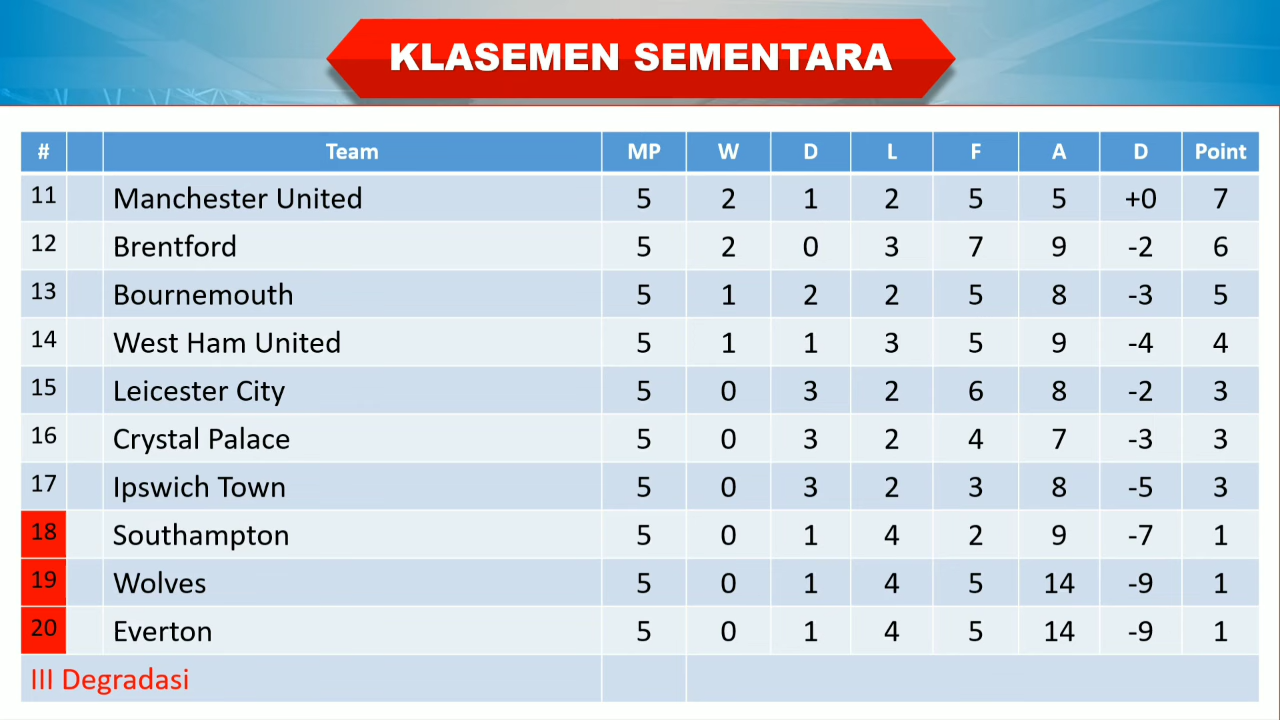 KLASEMEN SEMENTARA
# Team MP W D L F A D Point
11 Manchester United 5 2 1 2 5 5 +0 7
12 Brentford 5 2 0 3 7 9 -2 6
13 Bournemouth 5 1 2 2 5 8 -3 5
14 West Ham United 5 1 1 3 5 9 -4 4
15 Leicester City 5 0 3 2 6 8 -2 3
16 Crystal Palace 5 0 3 2 4 7 -3 3
17 Ipswich Town 5 0 3 2 3 8 -5 3
18 Southampton 5 0 1 4 2 9 -7 1
19 Wolves 5 0 1 4 5 14 -9 1
20 Everton 5 0 1 4 5 14 -9 1
III Degradasi